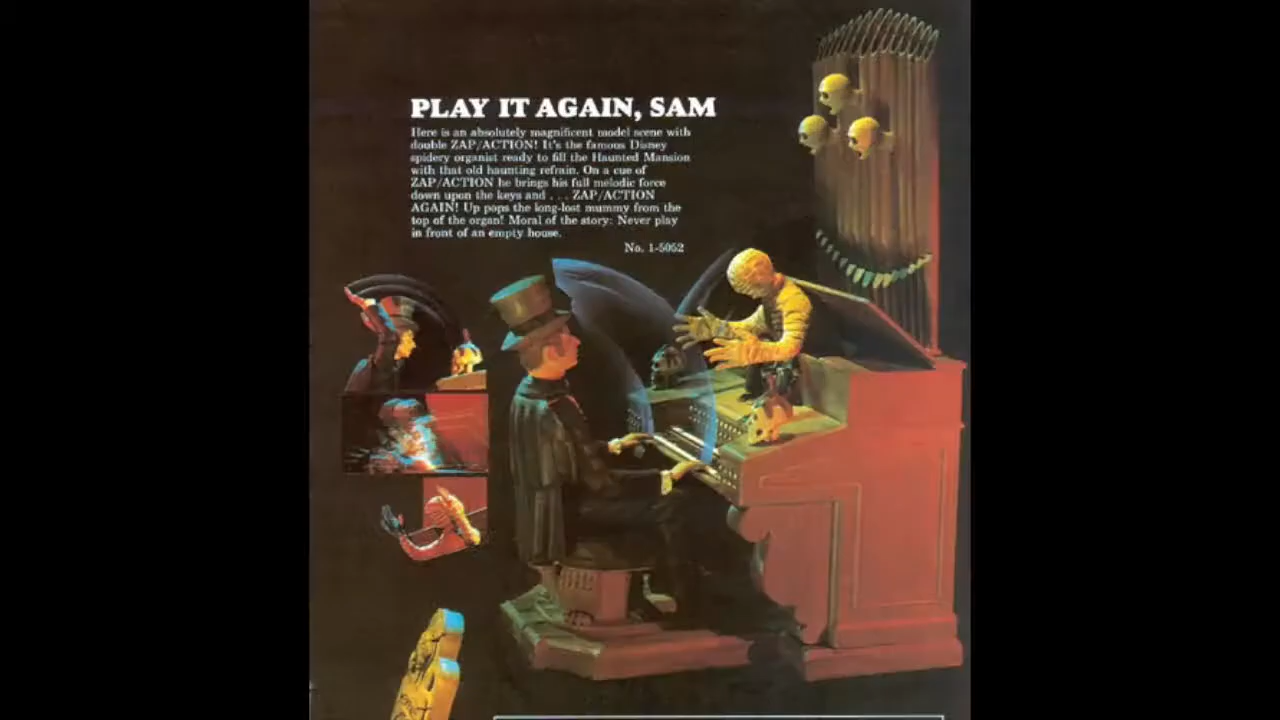 PLAY IT AGAIN, SAM
Here is an absolutely magnificent model scene with
double ZAP/ACTION! It's the famous Disney
spidery organist ready to fill the Haunted Mansion
with that old haunting refrain. On a cue of
ZAP/ACTION he brings his full melodic force
down upon the keys and . . . ZAP/ACTION
AGAIN! Up pops the long-lost mummy from the
top of the organ! Moral of the story: Never play
in front of an empty house.
No. 1-5052